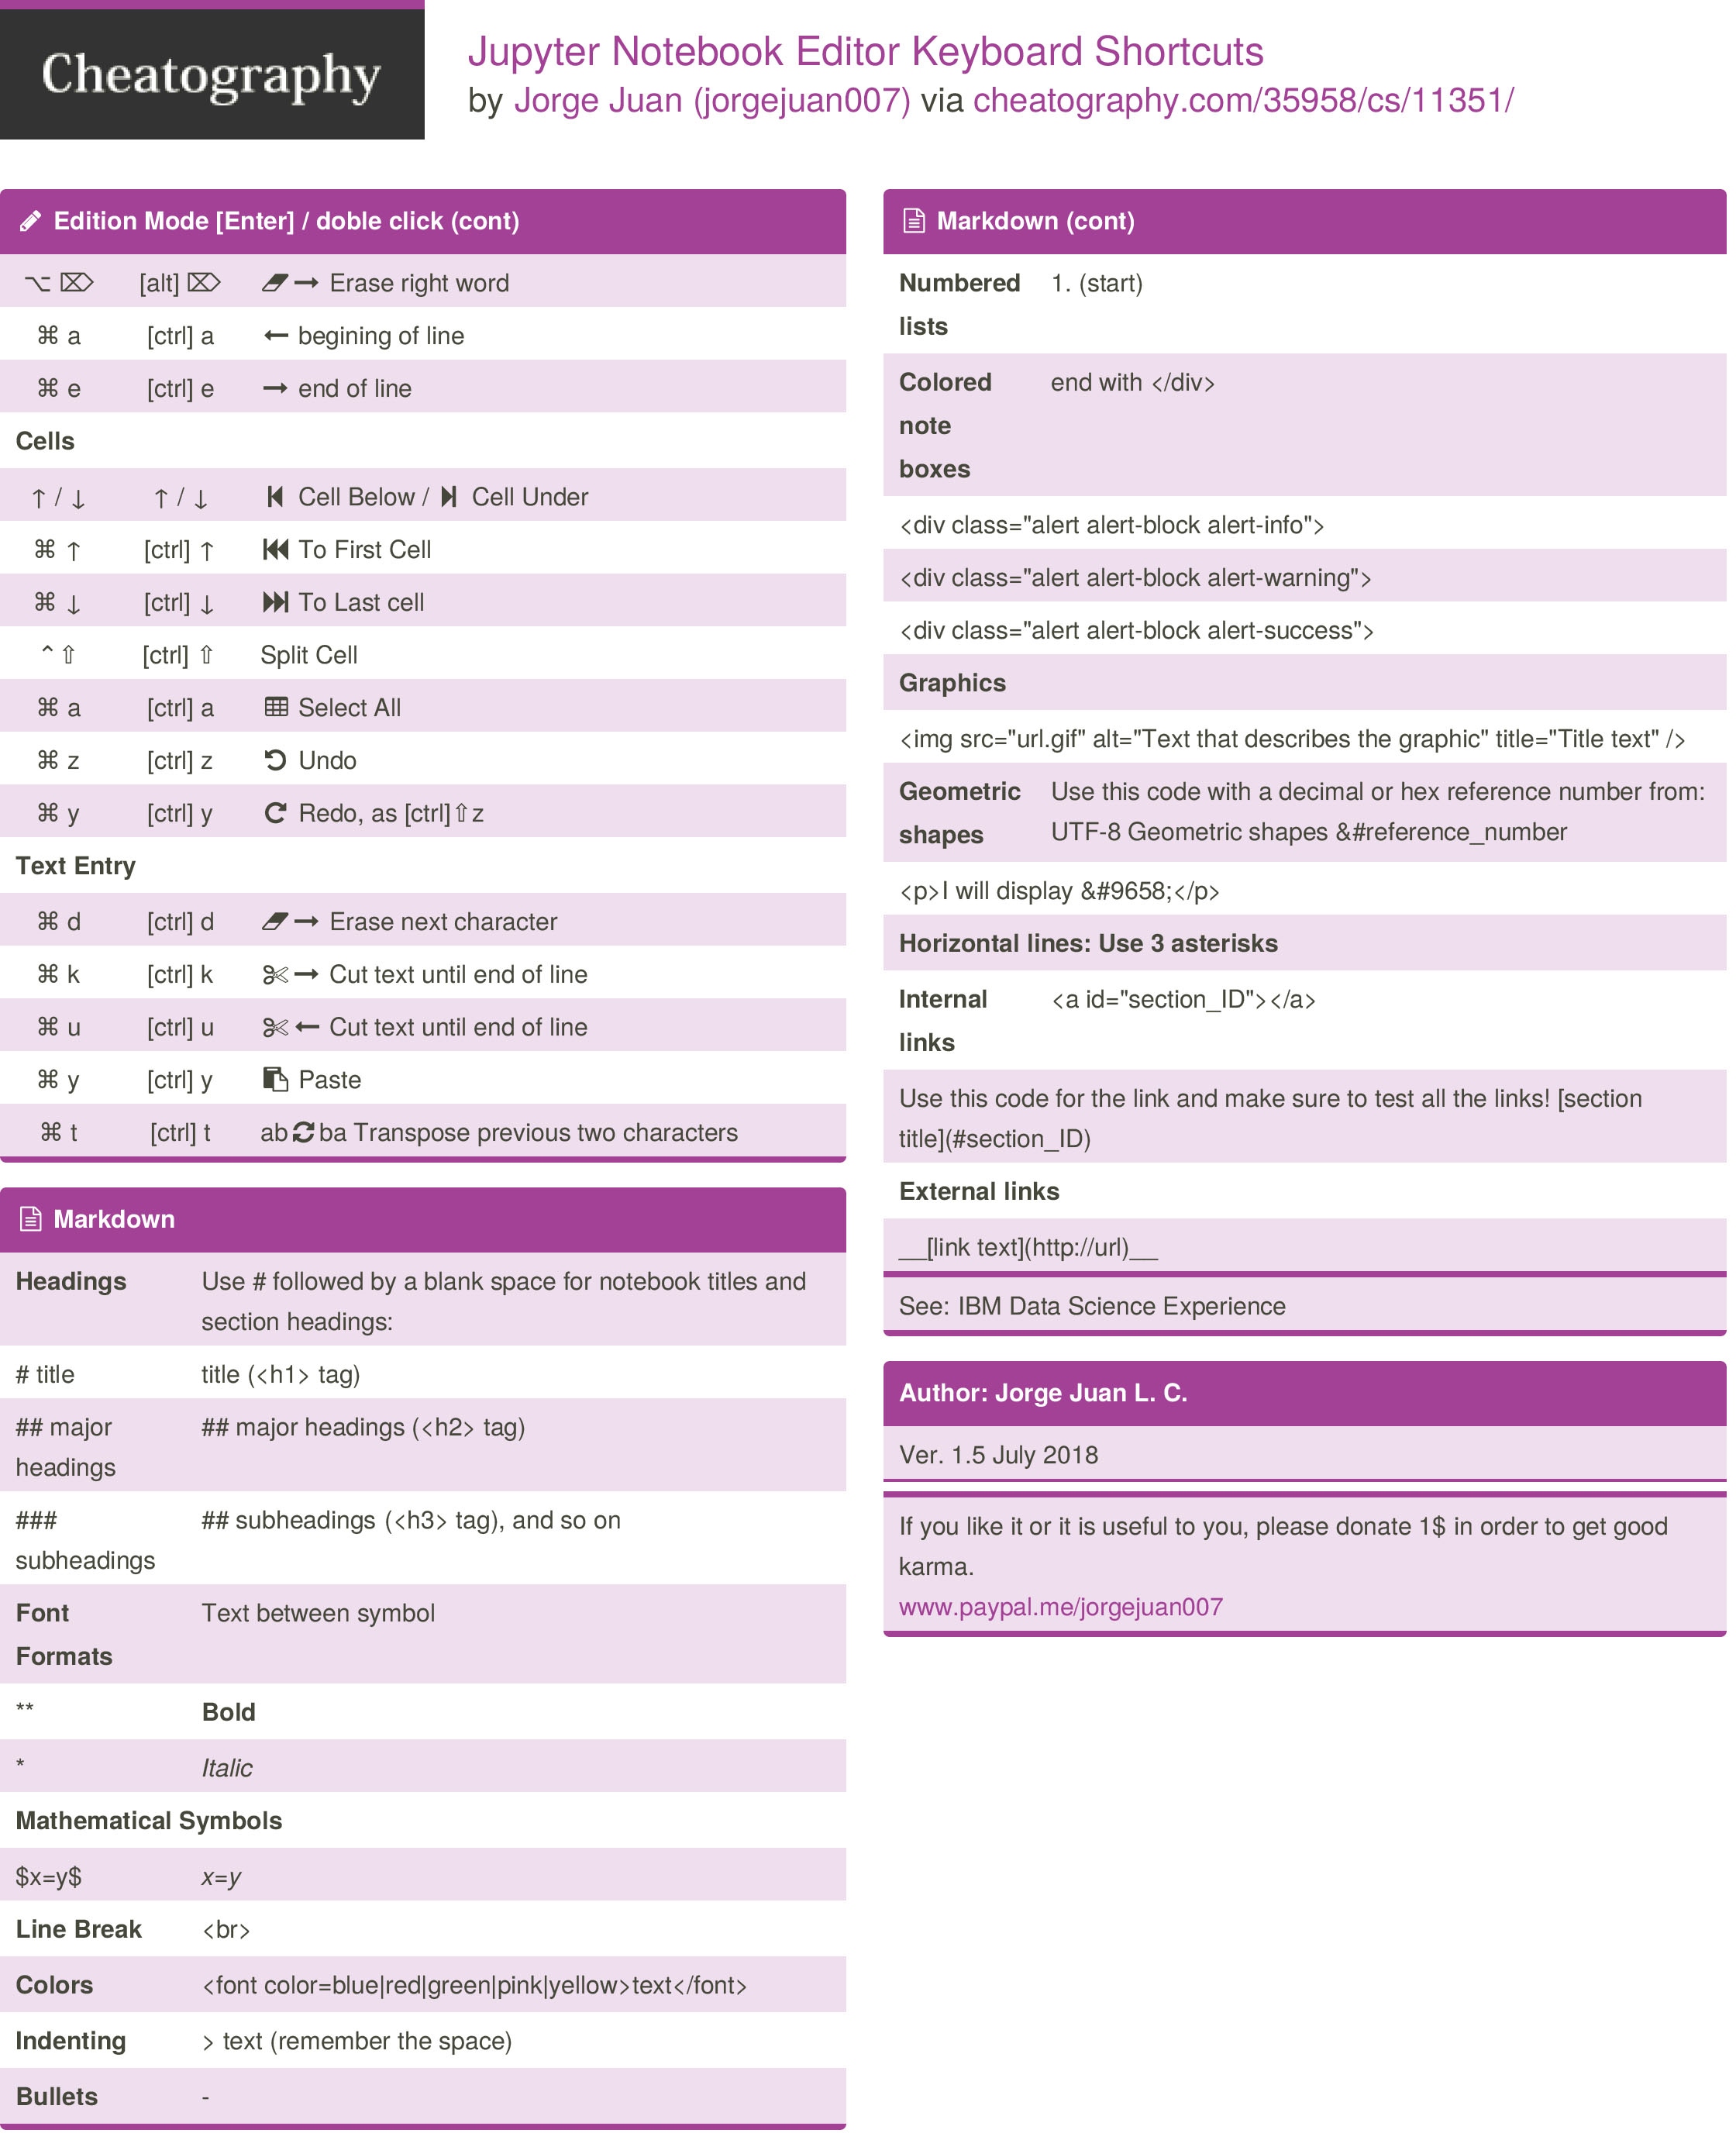 Cheatography
Jupyter Notebook Editor Keyboard Shortcuts
by Jorge Juan (jorgejuan007) via cheatography.com/35958/cs/11351/
Edition Mode [Enter] / doble click (cont)
⌥ ⌦ [alt] ⌦ Erase right word
⌘ a [ctrl] a begining of line
⌘ e [ctrl] e end of line
Cells
↑ / ↓ ↑ / ↓ Cell Below / Cell Under
⌘ ↑ [ctrl] ↑ To First Cell
⌘ ↓ [ctrl] ↓ To Last cell
⌃⇧ [ctrl] ⇧ Split Cell
⌘ a [ctrl] a Select All
⌘ z [ctrl] z Undo
⌘ y [ctrl] y Redo, as [ctrl]⇧z
Text Entry
⌘ d [ctrl] d Erase next character
⌘ k [ctrl] k Cut text until end of line
⌘ u [ctrl] u Cut text until end of line
⌘ y [ctrl] y Paste
⌘ t [ctrl] t ab ba Transpose previous two characters
Markdown
Headings Use # followed by a blank space for notebook titles and
section headings:
# title title (<h1> tag)
## major ## major headings (<h2> tag)
headings
### ## subheadings (<h3> tag), and so on
subheadings
Font Text between symbol
Formats
** Bold
* Italic
Mathematical Symbols
$x=y$ x=y
Line Break <br>
Colors <font color=blue|red|green|pink|yellow>text</font>
Indenting > text (remember the space)
Bullets -
Markdown (cont)
Numbered 1. (start)
lists
Colored end with </div>
note
boxes
<div class="alert alert-block alert-info">
<div class="alert alert-block alert-warning">
<div class="alert alert-block alert-success">
Graphics
<img src="url.gif" alt="Text that describes the graphic" title="Title text" />
Geometric Use this code with a decimal or hex reference number from:
shapes UTF-8 Geometric shapes &#reference_number
<p>I will display &#9658;</p>
Horizontal lines: Use 3 asterisks
Internal <a id="section_ID"></a>
links
Use this code for the link and make sure to test all the links! [section
title](#section_ID)
External links
__[link text](http://url)__
See: IBM Data Science Experience
Author: Jorge Juan L. C.
Ver. 1.5 July 2018
If you like it or it is useful to you, please donate 1$ in order to get good
karma.
www.paypal.me/jorgejuan007